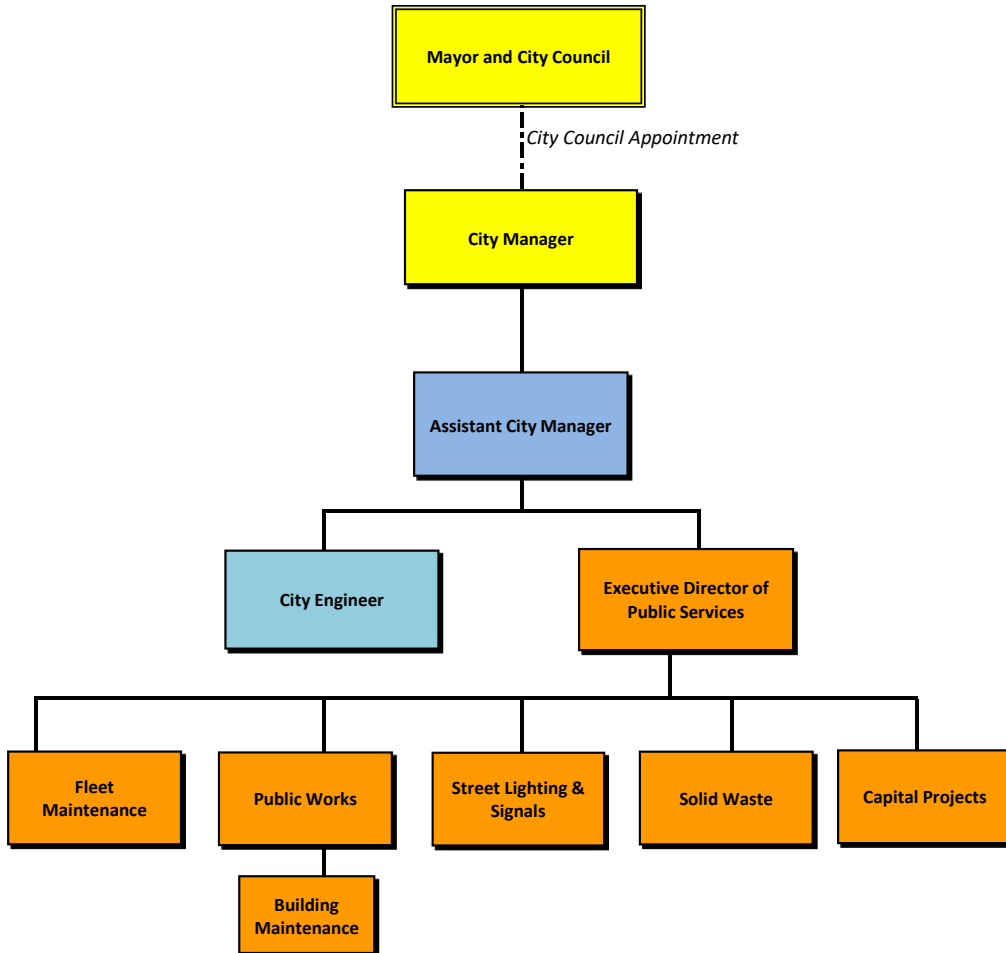 Mayor and City Council
City Council Appointment
City Manager
Assistant City Manager
City Engineer
Executive Director of
Public Services
Fleet
Maintenance
Public Works
Street Lighting &
Signals
Solid Waste
Capital Projects
Building
Maintenance